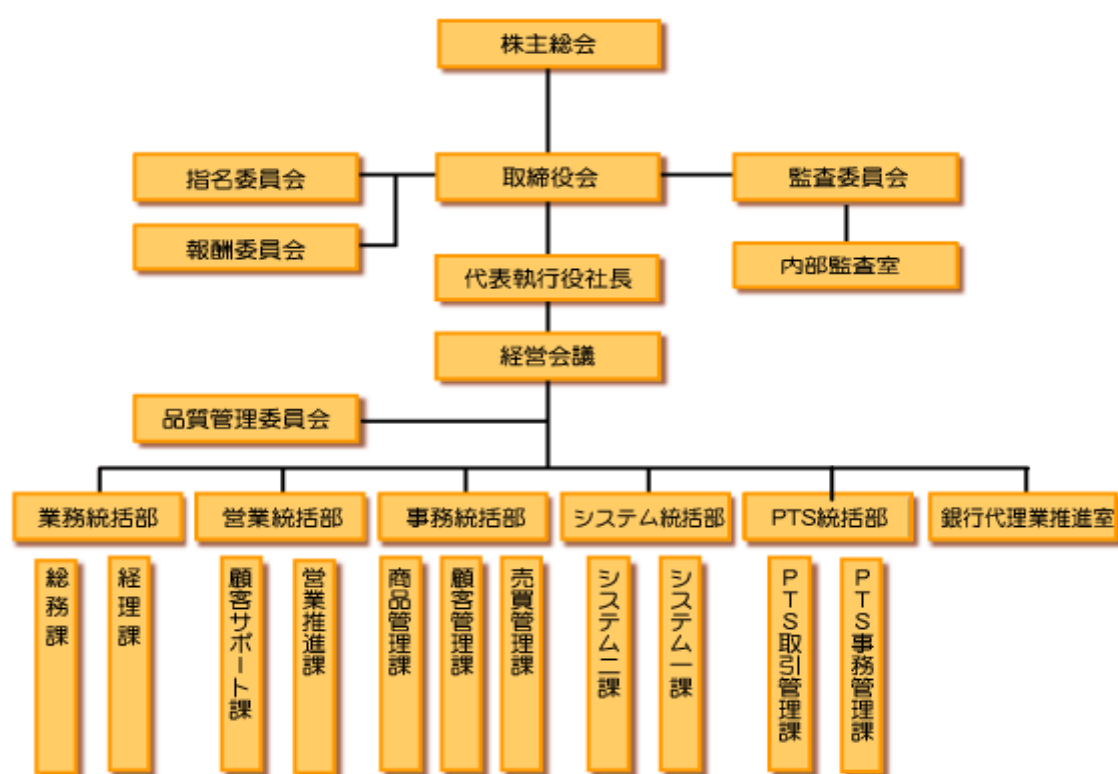 株主総会
指名委員会
取締役会
監査委員会
報酬委員会
内部監査室
代表執行役社長
経営会議
品質管理委員会
業務統括部
営業統括部
事務統括部
システム統括部
PTS統括部
銀行代理業推進室
総務課
経理課
顧客サポート課
営業推進課
商品管理課
顧客管理課
売買管理課
システム二課
システム一課
PTS取引管理課
PTS事務管理課